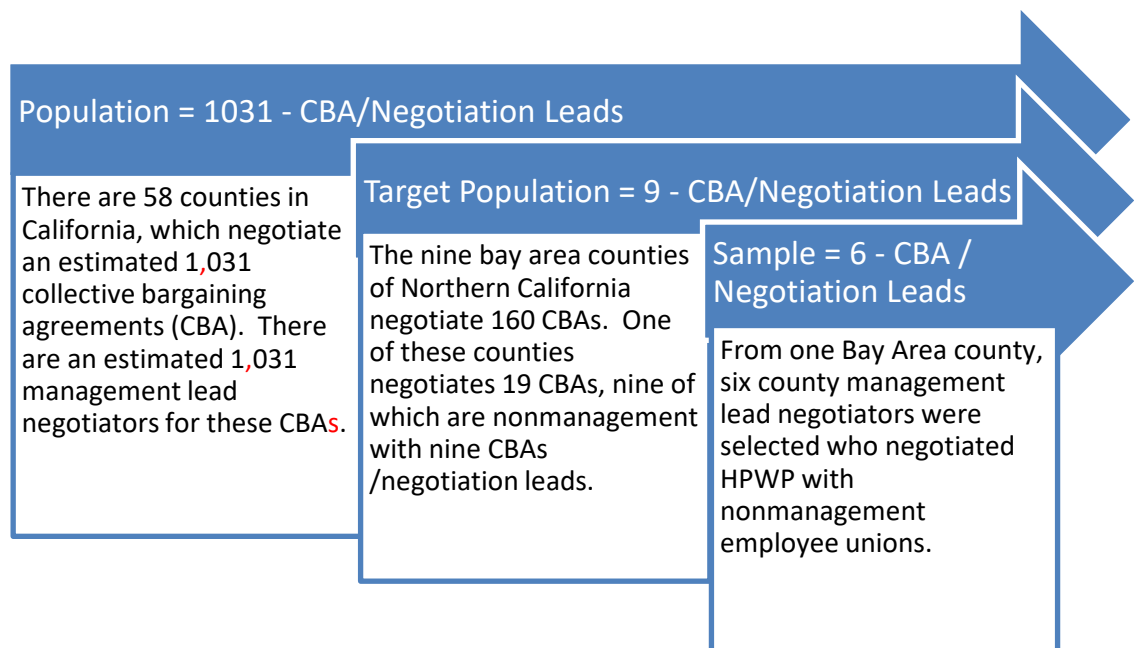 Population = 1031 - CBA/Negotiation Leads
There are 58 counties in
California, which negotiate
an estimated 1,031
collective bargaining
agreements (CBA).  There
are an estimated 1,031
management lead
negotiators for these CBAs.
Target Population = 9 - CBA/Negotiation Leads
The nine bay area counties
of Northern California
negotiate 160 CBAs.  One
of these counties
negotiates 19 CBAs, nine of
which are nonmanagement
with nine CBAs
/negotiation leads.
Sample = 6 - CBA /
Negotiation Leads
From one Bay Area county,
six county management
lead negotiators were
selected who negotiated
HPWP with
nonmanagement
employee unions.